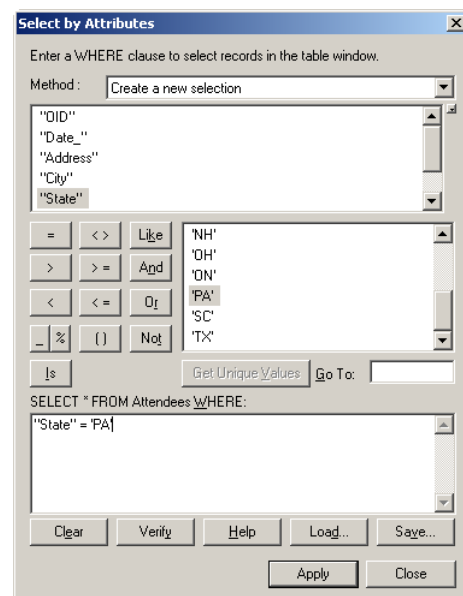 Select by Attributes
Enter a WHERE clause to select records in the table window.
Method : Create a new selection
"OID"
"Date_"
"Address"
"City"
"State"
= <> Like
> >= And
< <= Or
_ % () Not
Is
'NH'
'OH'
'ON'
'PA'
'SC'
'TX'
Get Unique Values Go To:
SELECT * FROM Attendees WHERE:
"State" = 'PA'
Clear Verify Help Load... Save...
Apply Close